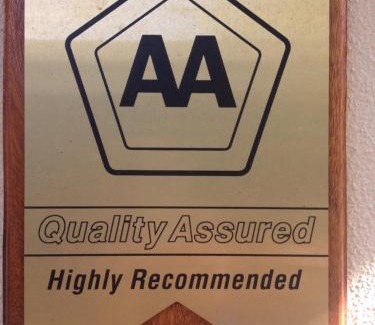 AA
Quality Assured
Highly Recommended